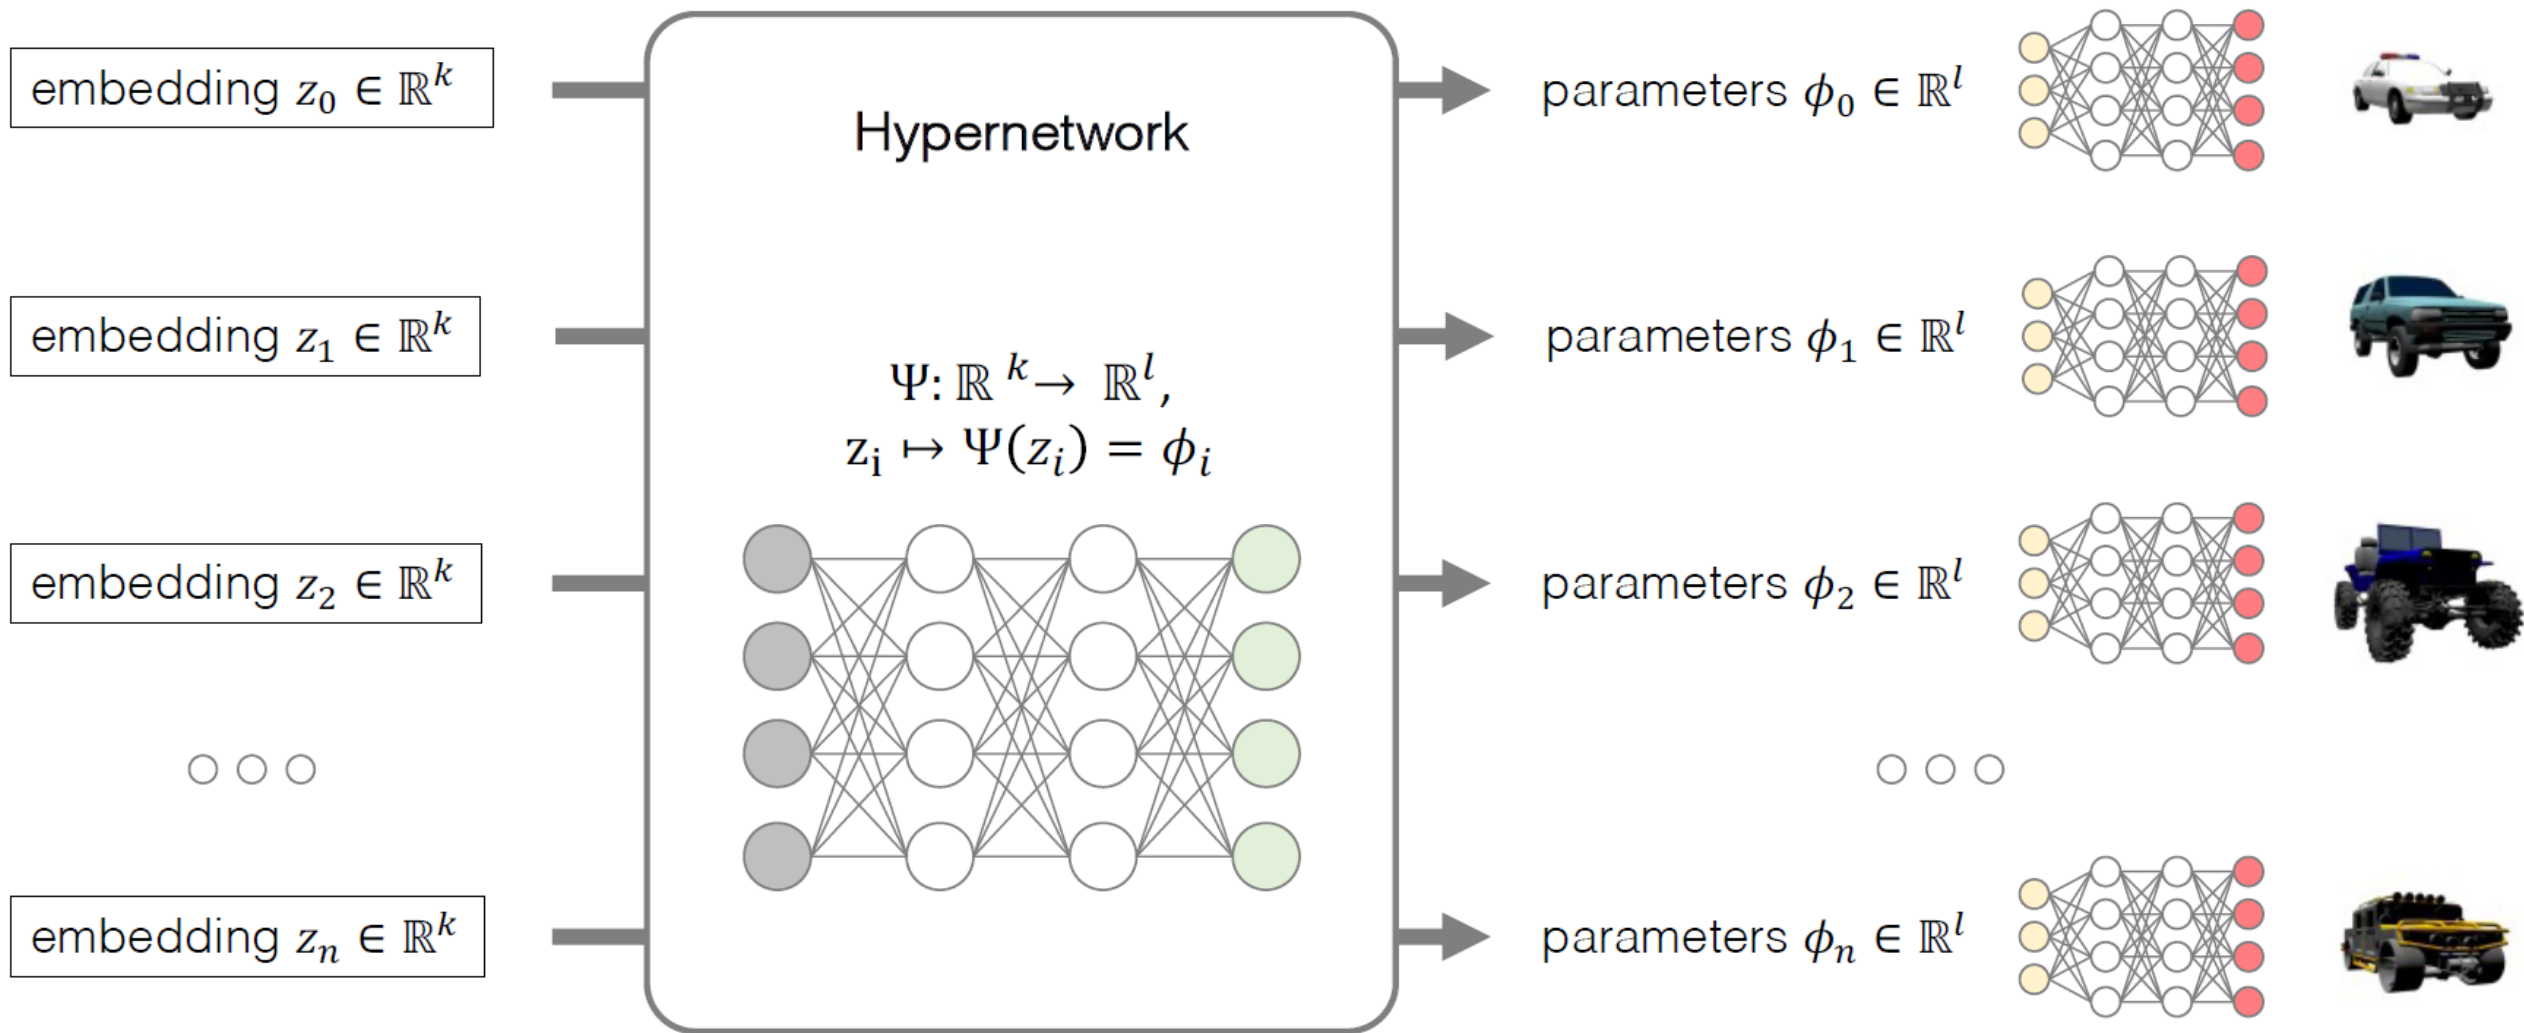 embedding z₀ ∈ ℝᵏ
embedding z₁ ∈ ℝᵏ
embedding z₂ ∈ ℝᵏ
embedding zₙ ∈ ℝᵏ
Hypernetwork
Ψ: ℝ ᵏ → ℝˡ,
zᵢ ↦ Ψ(zᵢ) = ϕᵢ
parameters ϕ₀ ∈ ℝˡ
parameters ϕ₁ ∈ ℝˡ
parameters ϕ₂ ∈ ℝˡ
parameters ϕₙ ∈ ℝˡ